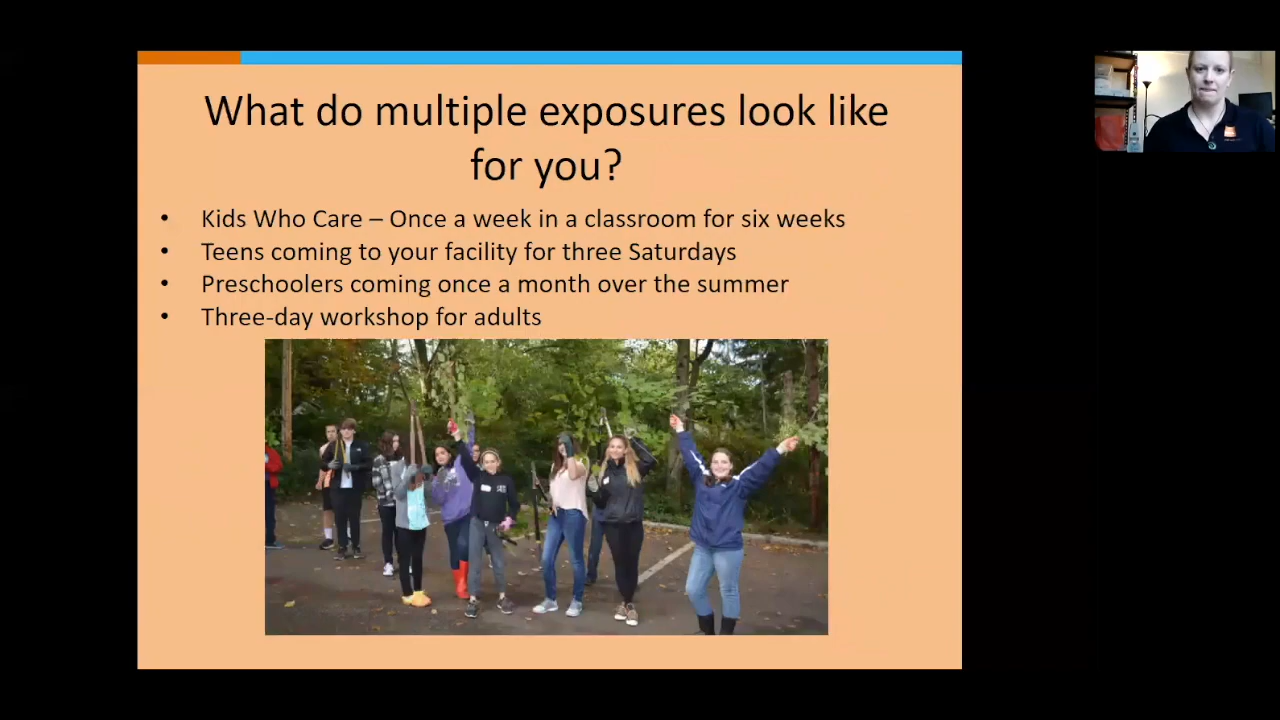 What do multiple exposures look like
for you?
• Kids Who Care – Once a week in a classroom for six weeks
• Teens coming to your facility for three Saturdays
• Preschoolers coming once a month over the summer
• Three-day workshop for adults